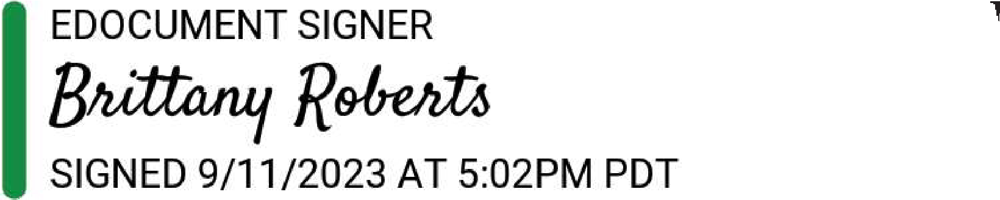 EDOCUMENT SIGNER
Brittany Roberts
SIGNED 9/11/2023 AT 5:02PM PDT